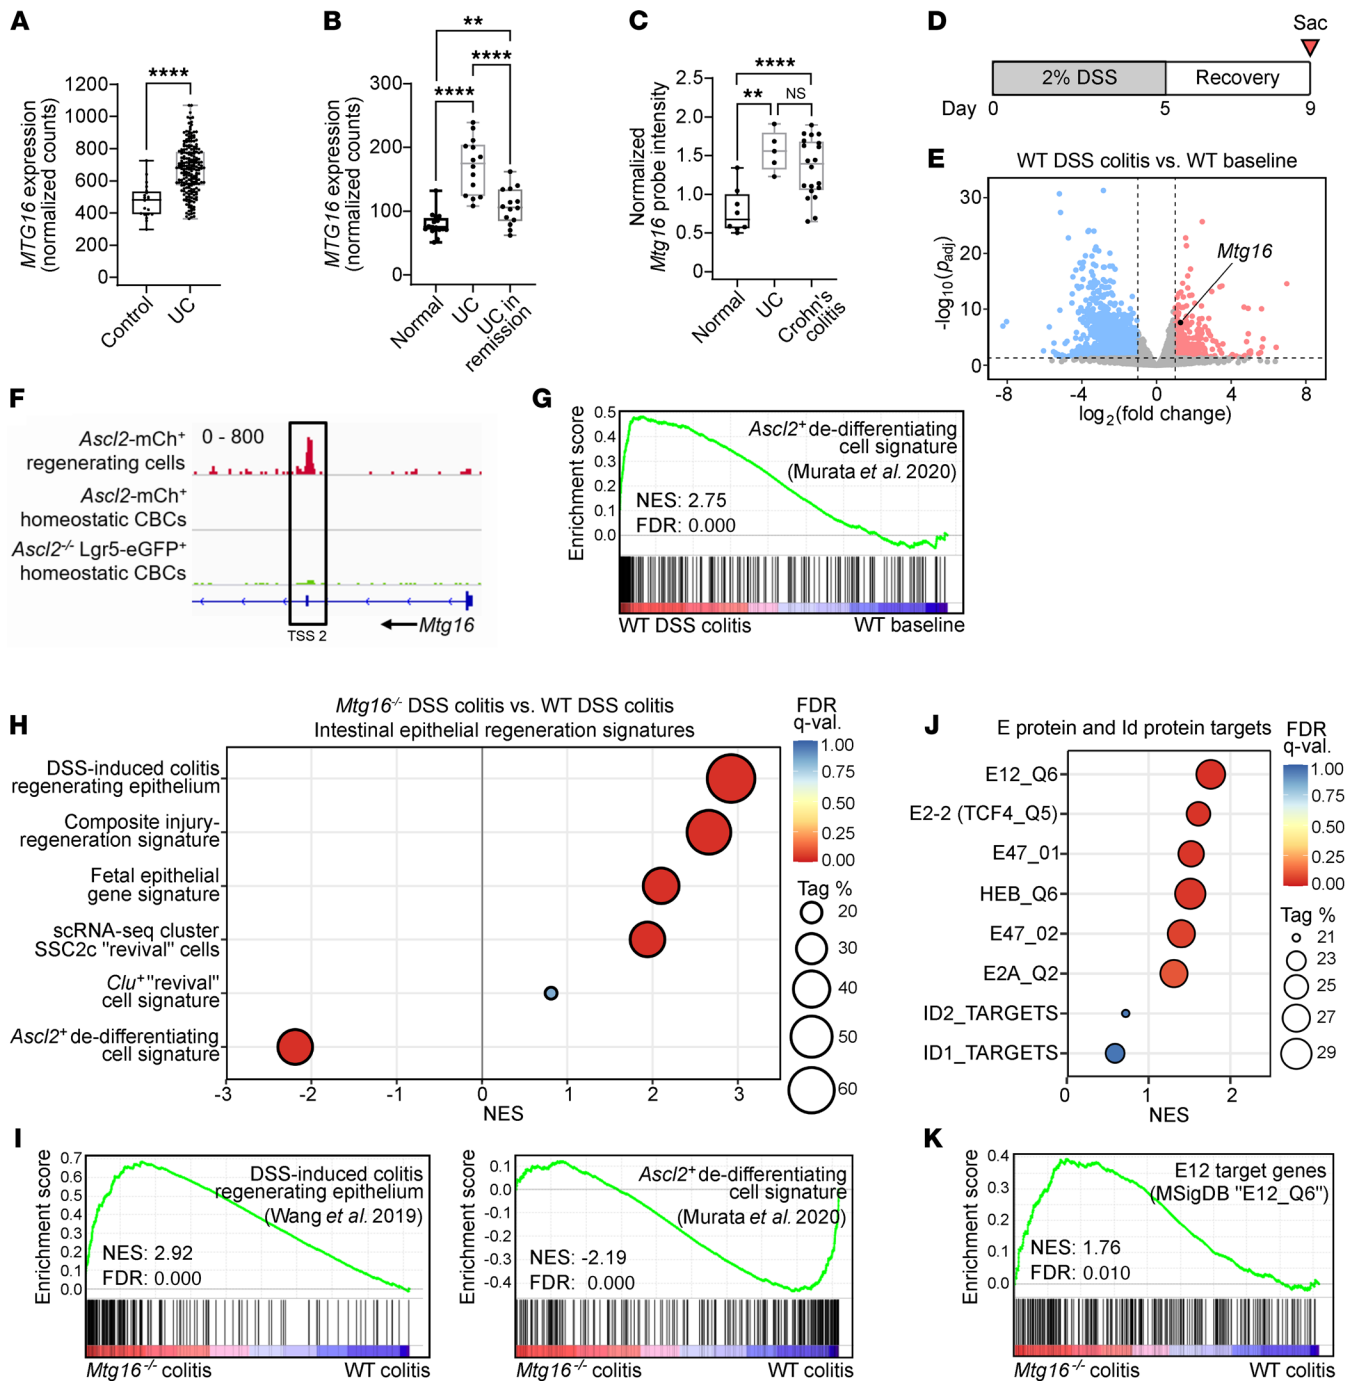 A
MTG16 expression
(normalized counts)
1200
1000
800
600
400
200
0
****
Control
UC
B
MTG16 expression
(normalized counts)
300
200
100
0
**
****
****
Normal
UC
UC in
remission
C
Normalized
Mtg16 probe intensity
2.5
2.0
1.5
1.0
0.5
0
****
**
NS
Normal
UC
Crohn's
colitis
D
Sac
2% DSS
Recovery
Day 0 5 9
E
WT DSS colitis vs. WT baseline
-log10(padj)
30
20
10
0
Mtg16
-8 -4 0 4 8
log2(fold change)
F
Ascl2-mCh+
regenerating cells
0 - 800
Ascl2-mCh+
homeostatic CBCs
Ascl2-/- Lgr5-eGFP+
homeostatic CBCs
TSS 2
Mtg16
G
Enrichment score
0.5
0.4
0.3
0.2
0.1
0.0
Ascl2+ de-differentiating
cell signature
(Murata et al. 2020)
NES: 2.75
FDR: 0.000
WT DSS colitis WT baseline
H
Mtg16-/- DSS colitis vs. WT DSS colitis
Intestinal epithelial regeneration signatures
DSS-induced colitis
regenerating epithelium
Composite injury-
regeneration signature
Fetal epithelial
gene signature
scRNA-seq cluster
SSC2c "revival" cells
Clu+"revival"
cell signature
Ascl2+ de-differentiating
cell signature
-3 -2 -1 0 1 2 3
NES
FDR
q-val.
1.00
0.75
0.50
0.25
0.00
Tag %
20
30
40
50
60
J
E protein and Id protein targets
E12_Q6
E2-2 (TCF4_Q5)
E47_01
HEB_Q6
E47_02
E2A_Q2
ID2_TARGETS
ID1_TARGETS
0 1 2
NES
FDR
q-val.
1.00
0.75
0.50
0.25
0.00
Tag %
21
23
25
27
29
I
Enrichment score
0.7
0.6
0.5
0.4
0.3
0.2
0.1
0.0
DSS-induced colitis
regenerating epithelium
(Wang et al. 2019)
NES: 2.92
FDR: 0.000
Mtg16-/- colitis WT colitis
Enrichment score
0.1
0.0
-0.1
-0.2
-0.3
-0.4
Ascl2+ de-differentiating
cell signature
(Murata et al. 2020)
NES: -2.19
FDR: 0.000
Mtg16-/- colitis WT colitis
K
Enrichment score
0.4
0.3
0.2
0.1
0.0
E12 target genes
(MSigDB "E12_Q6")
NES: 1.76
FDR: 0.010
Mtg16-/- colitis WT colitis